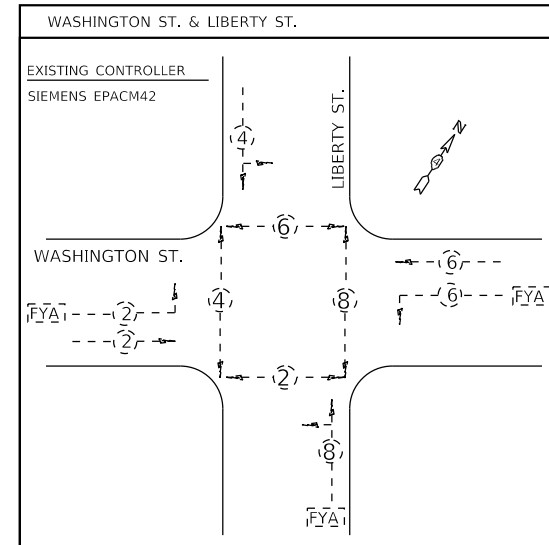 WASHINGTON ST. & LIBERTY ST.
EXISTING CONTROLLER
SIEMENS EPACM42
4
LIBERTY ST.
N
4
6
WASHINGTON ST.
6
FYA
2
4
8
6
FYA
2
2
8
FYA